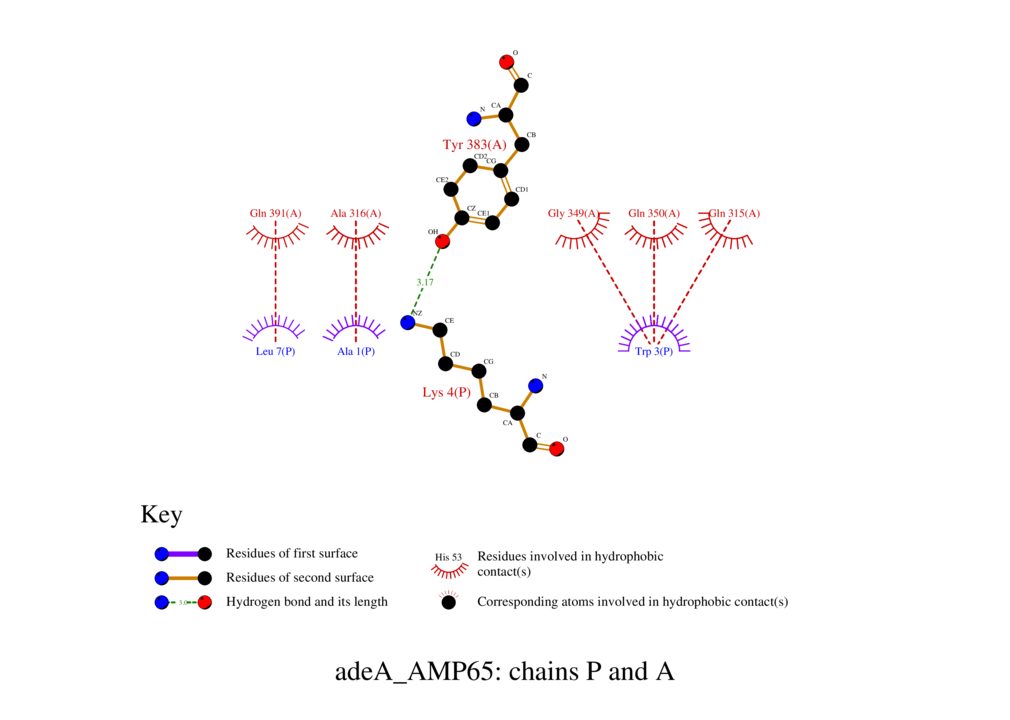 O
C
N CA
CB
Tyr 383(A)
CD2
CG
CE2
CD1
CZ CE1
Gln 391(A) Ala 316(A) Gly 349(A) Gln 350(A) Gln 315(A)
OH
3.17
NZ
CE
Leu 7(P) Ala 1(P) Trp 3(P)
CD
CG
N
Lys 4(P) CB
CA
C
O
Key
Residues of first surface
Residues of second surface
3.0 Hydrogen bond and its length
His 53 Residues involved in hydrophobic
contact(s)
Corresponding atoms involved in hydrophobic contact(s)
adeA_AMP65: chains P and A